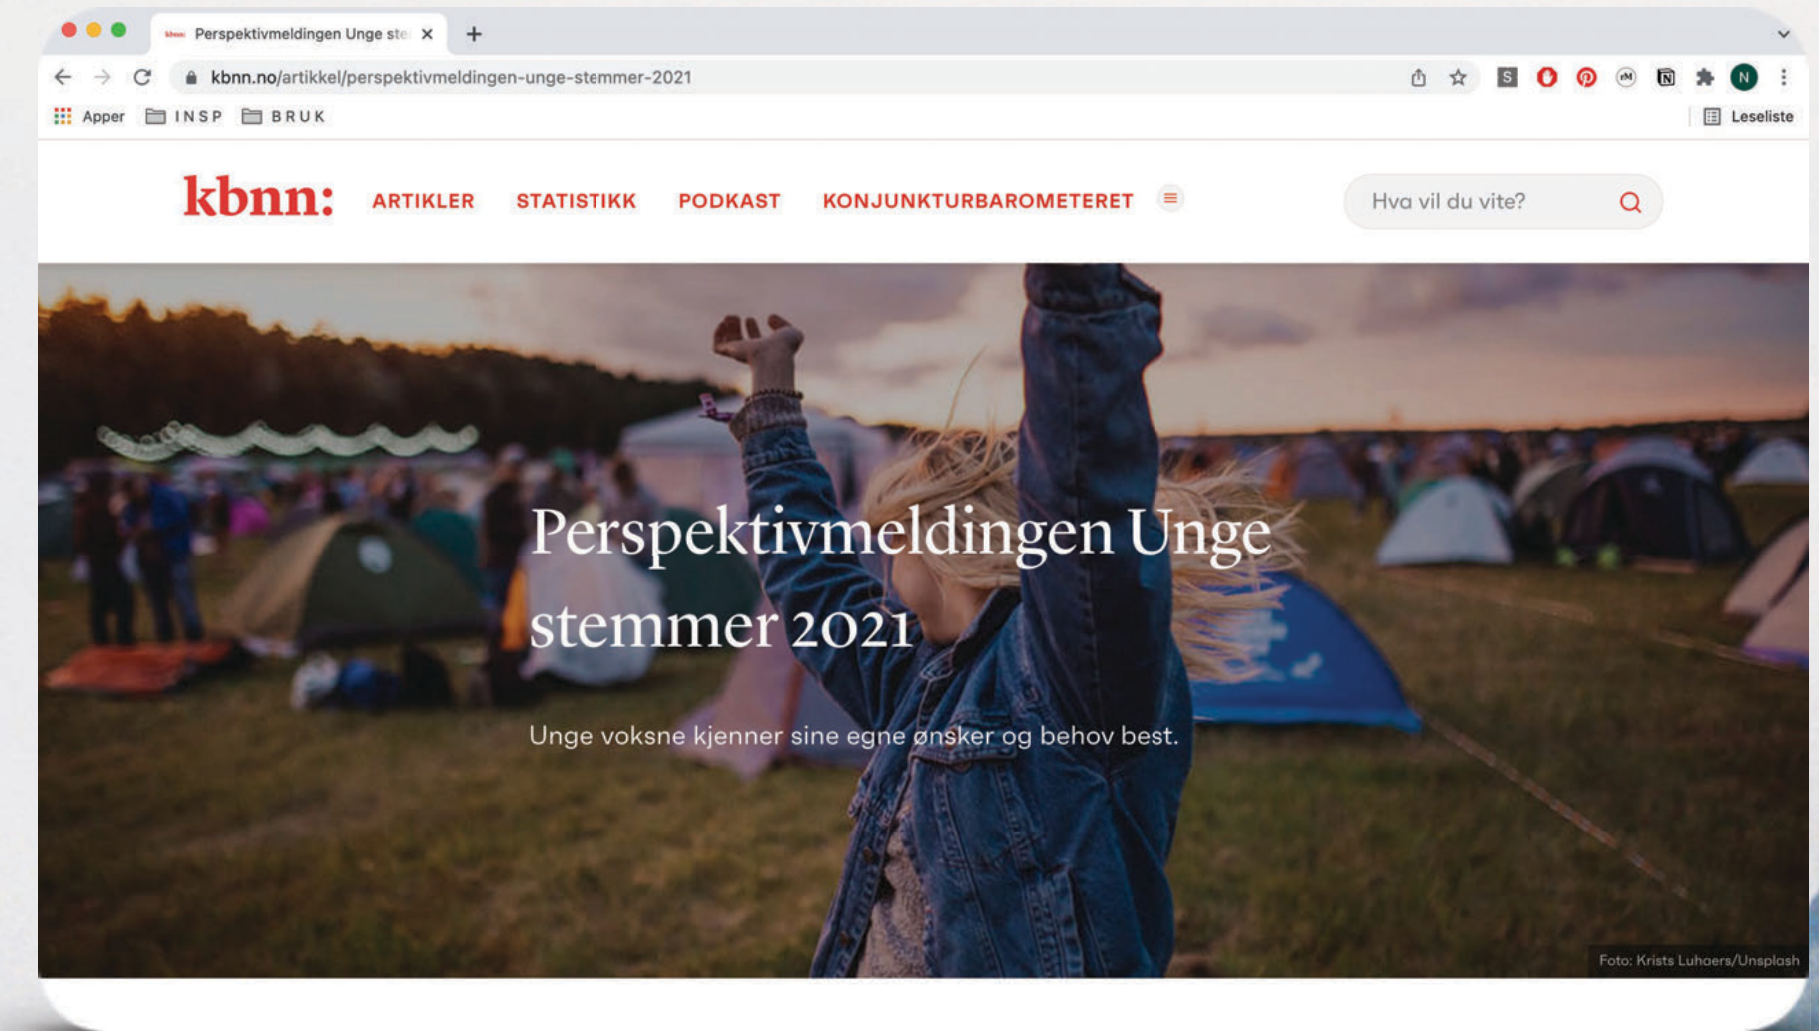 kbnn: Perspektivmeldingen Unge ste
kbnn.no/artikkel/perspektivmeldingen-unge-stemmer-2021
Apper INSP BRUK Leseliste
kbnn: ARTIKLER STATISTIKK PODKAST KONJUNKTURBAROMETERET Hva vil du vite?
Perspektivmeldingen Unge
stemmer 2021
Unge voksne kjenner sine egne ønsker og behov best.
Foto: Krists Luhaers/Unsplash